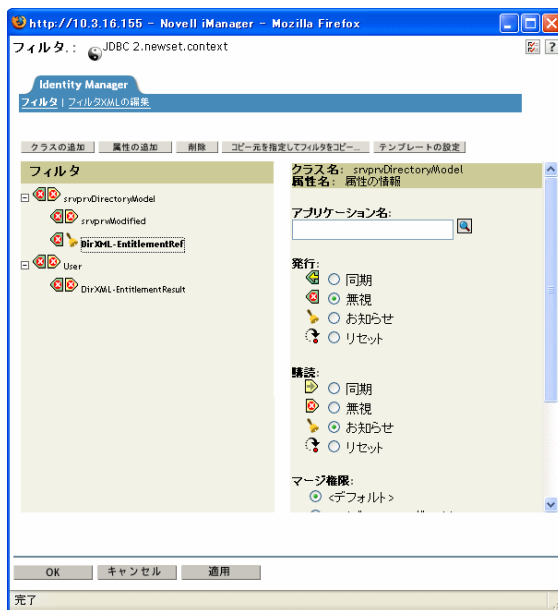 http://10.3.16.155 - Novell iManager - Mozilla Firefox
フィルタ.: JDBC 2.newset.context
Identity Manager
フィルタ | フィルタXMLの編集
クラスの追加 属性の追加 削除 コピー元を指定してフィルタをコピー... テンプレートの設定
フィルタ
srvprvDirectoryModel
srvprvModified
DirXML-EntitlementRef
User
DirXML-EntitlementResult
クラス名: srvprvDirectoryModel
属性名: 属性の情報
アプリケーション名:
発行:
同期
無視
お知らせ
リセット
購読:
同期
無視
お知らせ
リセット
マージ権限:
<デフォルト>
OK キャンセル 適用
完了